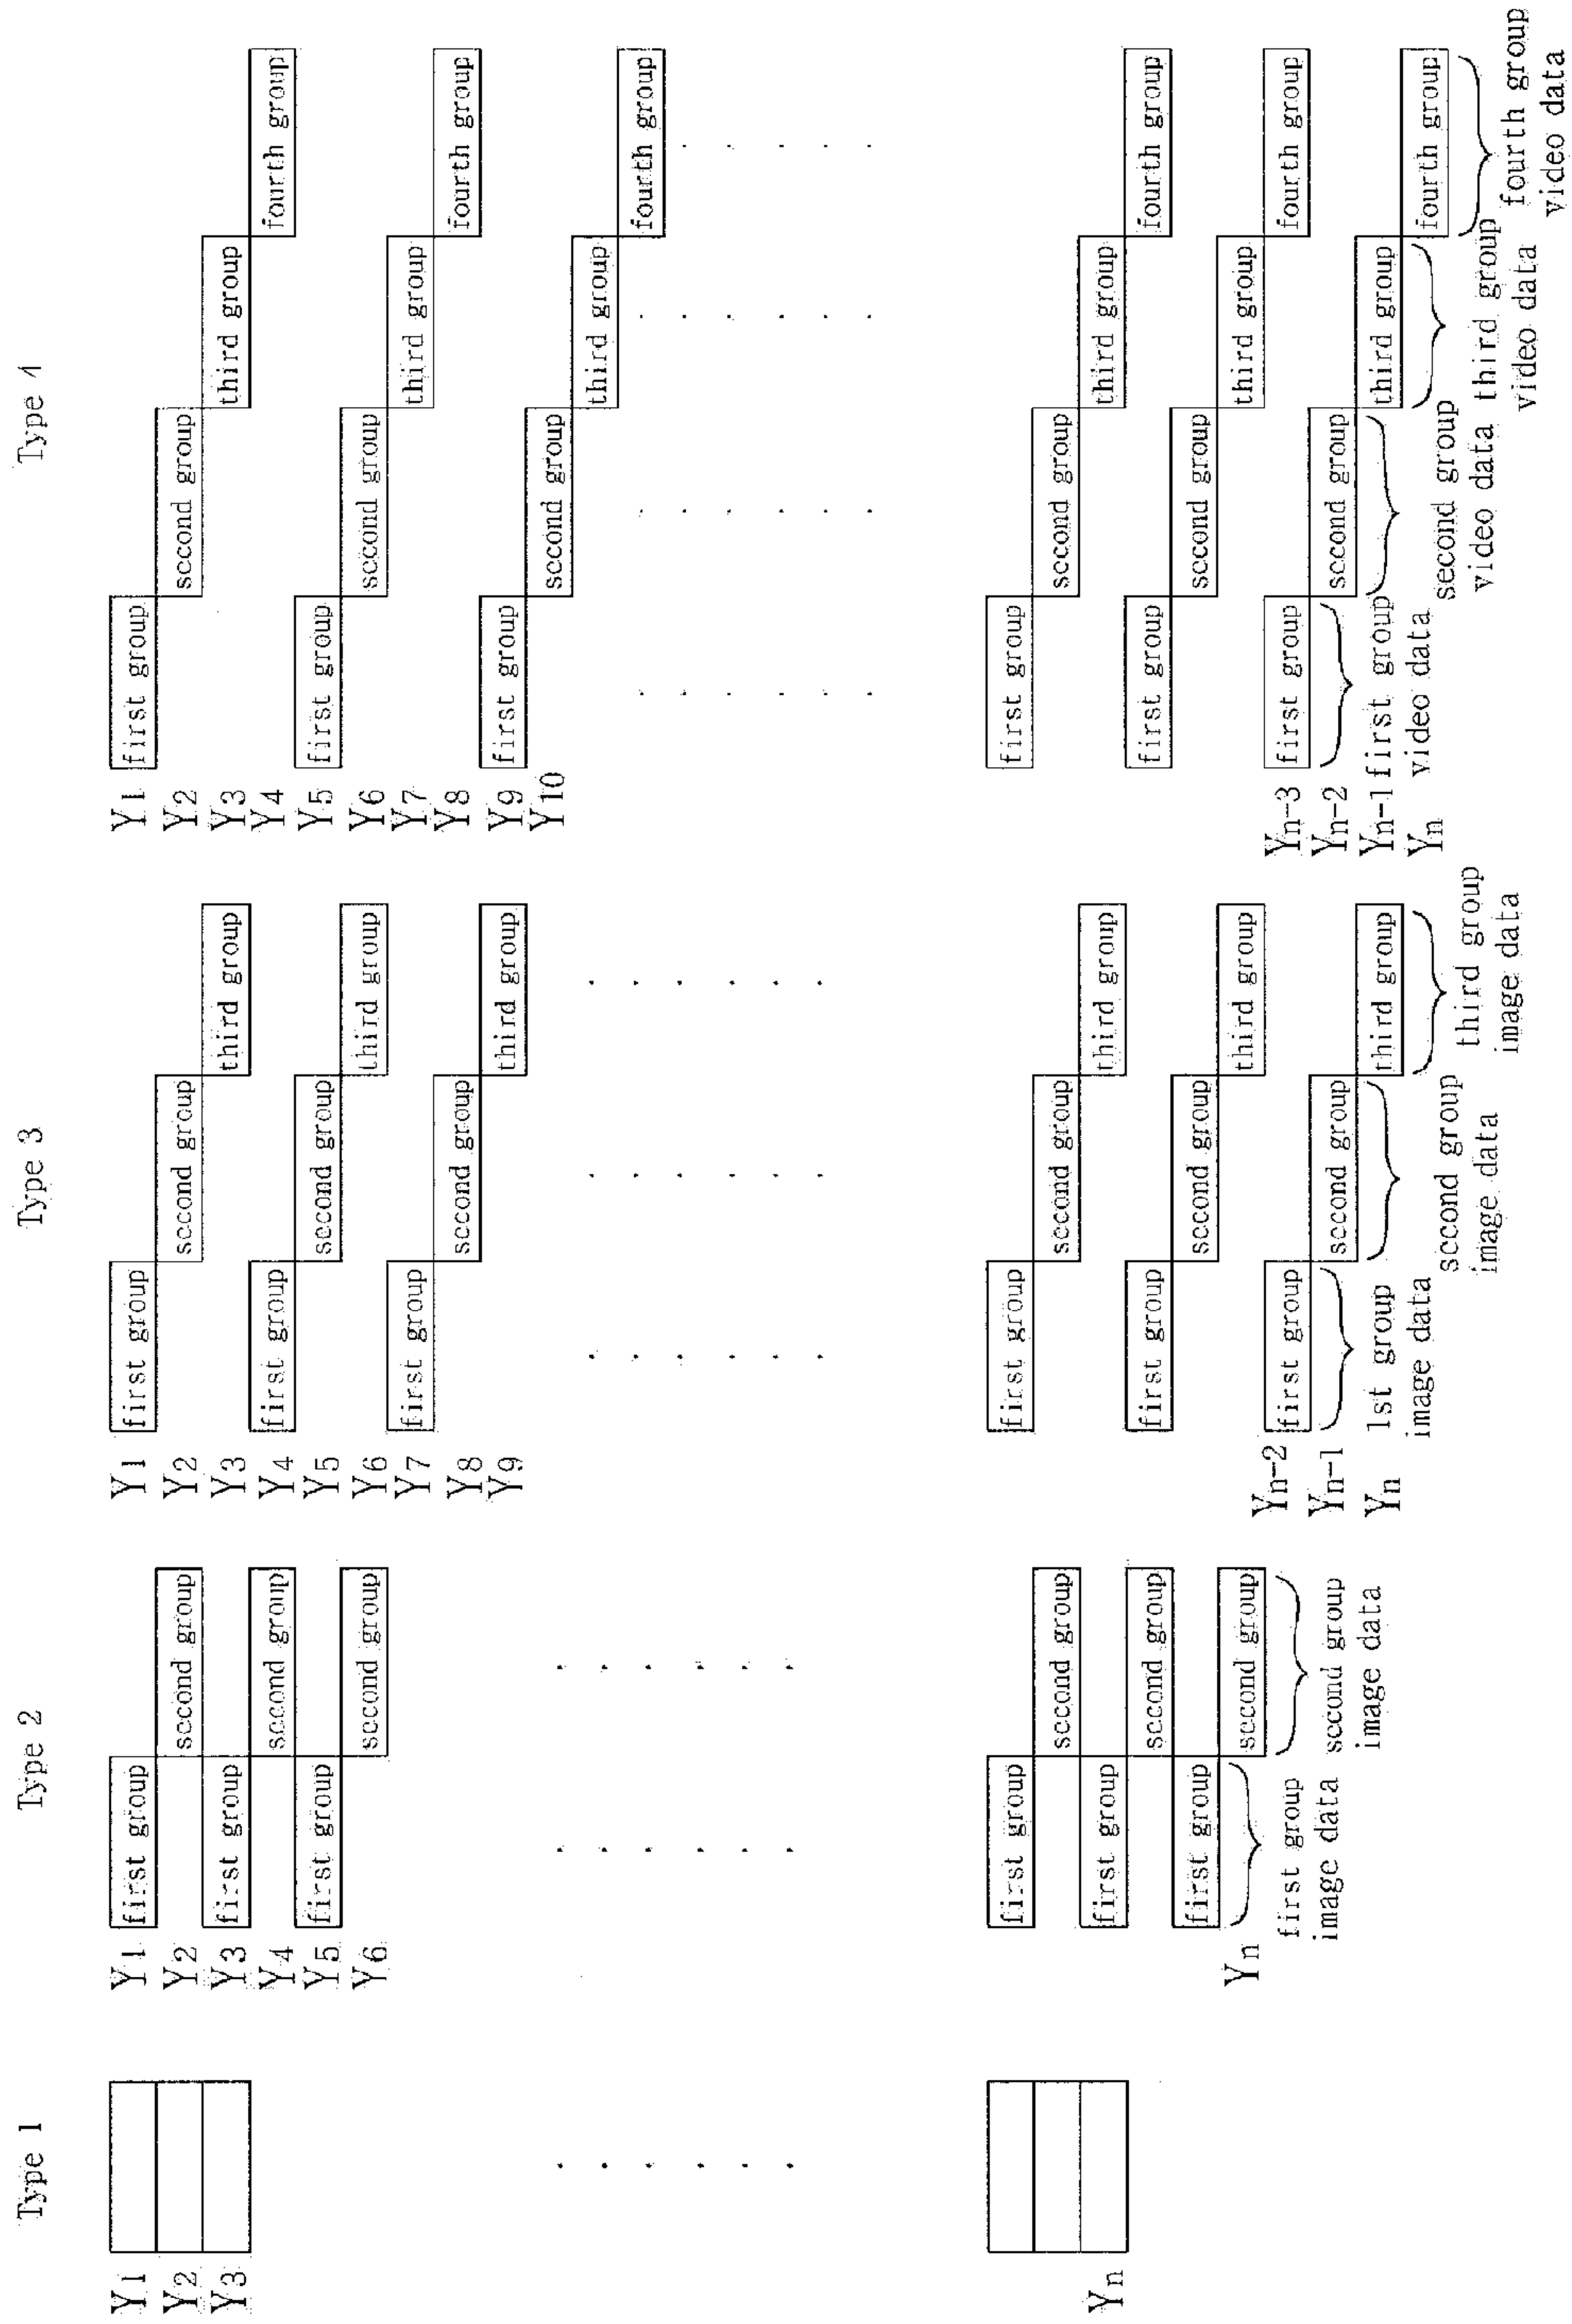 Type 1
Y1
Y2
Y3
Yn
Type 2
Y1
Y2
Y3
Y4
Y5
Y6
first group
second group
first group
second group
first group
second group
first group
second group
first group
second group
first group
second group
Yn
first group
image data
second group
image data
Type 3
Y1
Y2
Y3
Y4
Y5
Y6
Y7
Y8
Y9
first group
second group
third group
first group
second group
third group
first group
second group
third group
first group
second group
third group
first group
second group
third group
first group
second group
third group
Yn-2
Yn-1
Yn
1st group
image data
second group
image data
third group
image data
Type 4
Y1
Y2
Y3
Y4
Y5
Y6
Y7
Y8
Y9
Y10
first group
second group
third group
fourth group
first group
second group
third group
fourth group
first group
second group
third group
fourth group
first group
second group
third group
fourth group
first group
second group
third group
fourth group
first group
second group
third group
fourth group
Yn-3
Yn-2
Yn-1
Yn
first group
video data
second group
video data
third group
video data
fourth group
video data